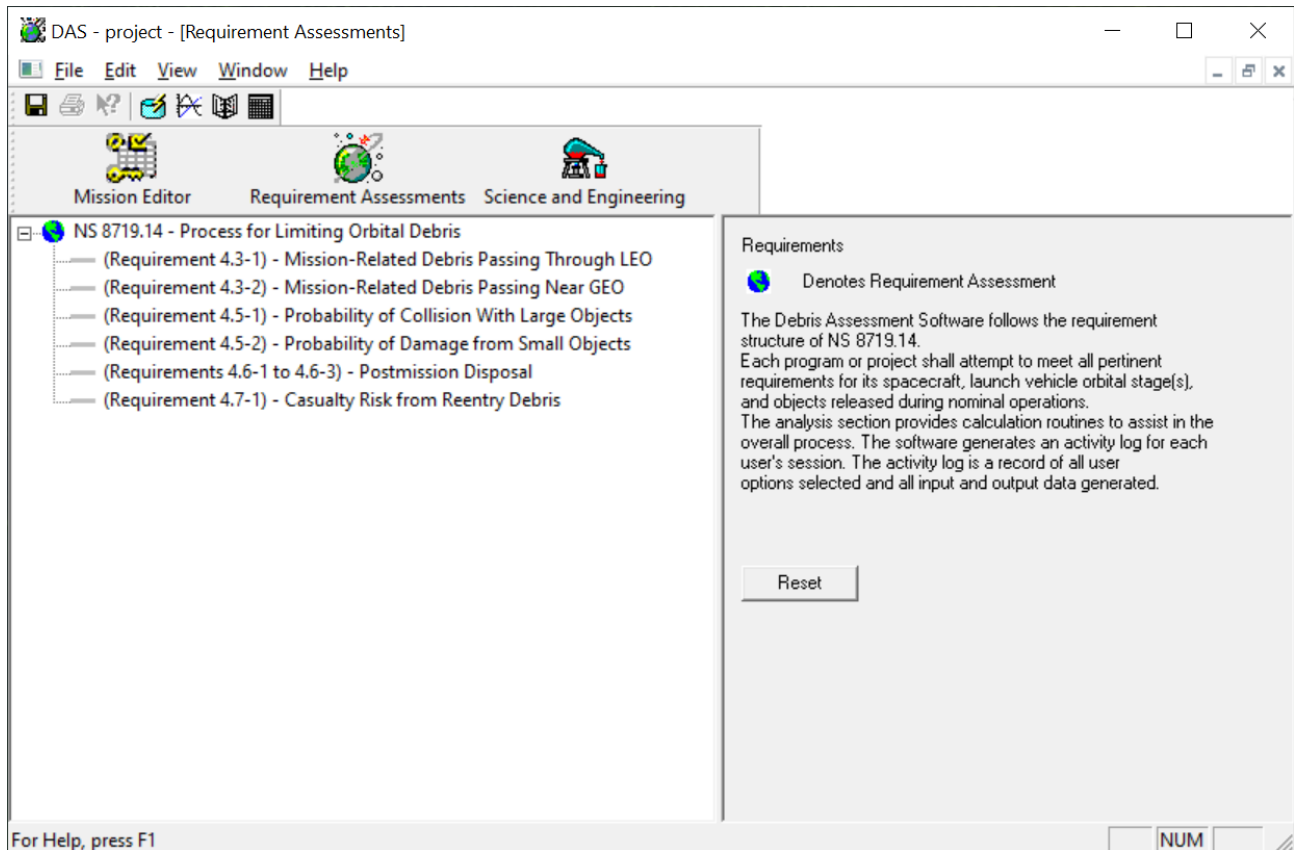 DAS - project - [Requirement Assessments]
File Edit View Window Help
Mission Editor Requirement Assessments Science and Engineering
NS 8719.14 - Process for Limiting Orbital Debris
(Requirement 4.3-1) - Mission-Related Debris Passing Through LEO
(Requirement 4.3-2) - Mission-Related Debris Passing Near GEO
(Requirement 4.5-1) - Probability of Collision With Large Objects
(Requirement 4.5-2) - Probability of Damage from Small Objects
(Requirements 4.6-1 to 4.6-3) - Postmission Disposal
(Requirement 4.7-1) - Casualty Risk from Reentry Debris
Requirements
Denotes Requirement Assessment
The Debris Assessment Software follows the requirement
structure of NS 8719.14.
Each program or project shall attempt to meet all pertinent
requirements for its spacecraft, launch vehicle orbital stage(s),
and objects released during nominal operations.
The analysis section provides calculation routines to assist in the
overall process. The software generates an activity log for each
user's session. The activity log is a record of all user
options selected and all input and output data generated.
Reset
For Help, press F1
NUM